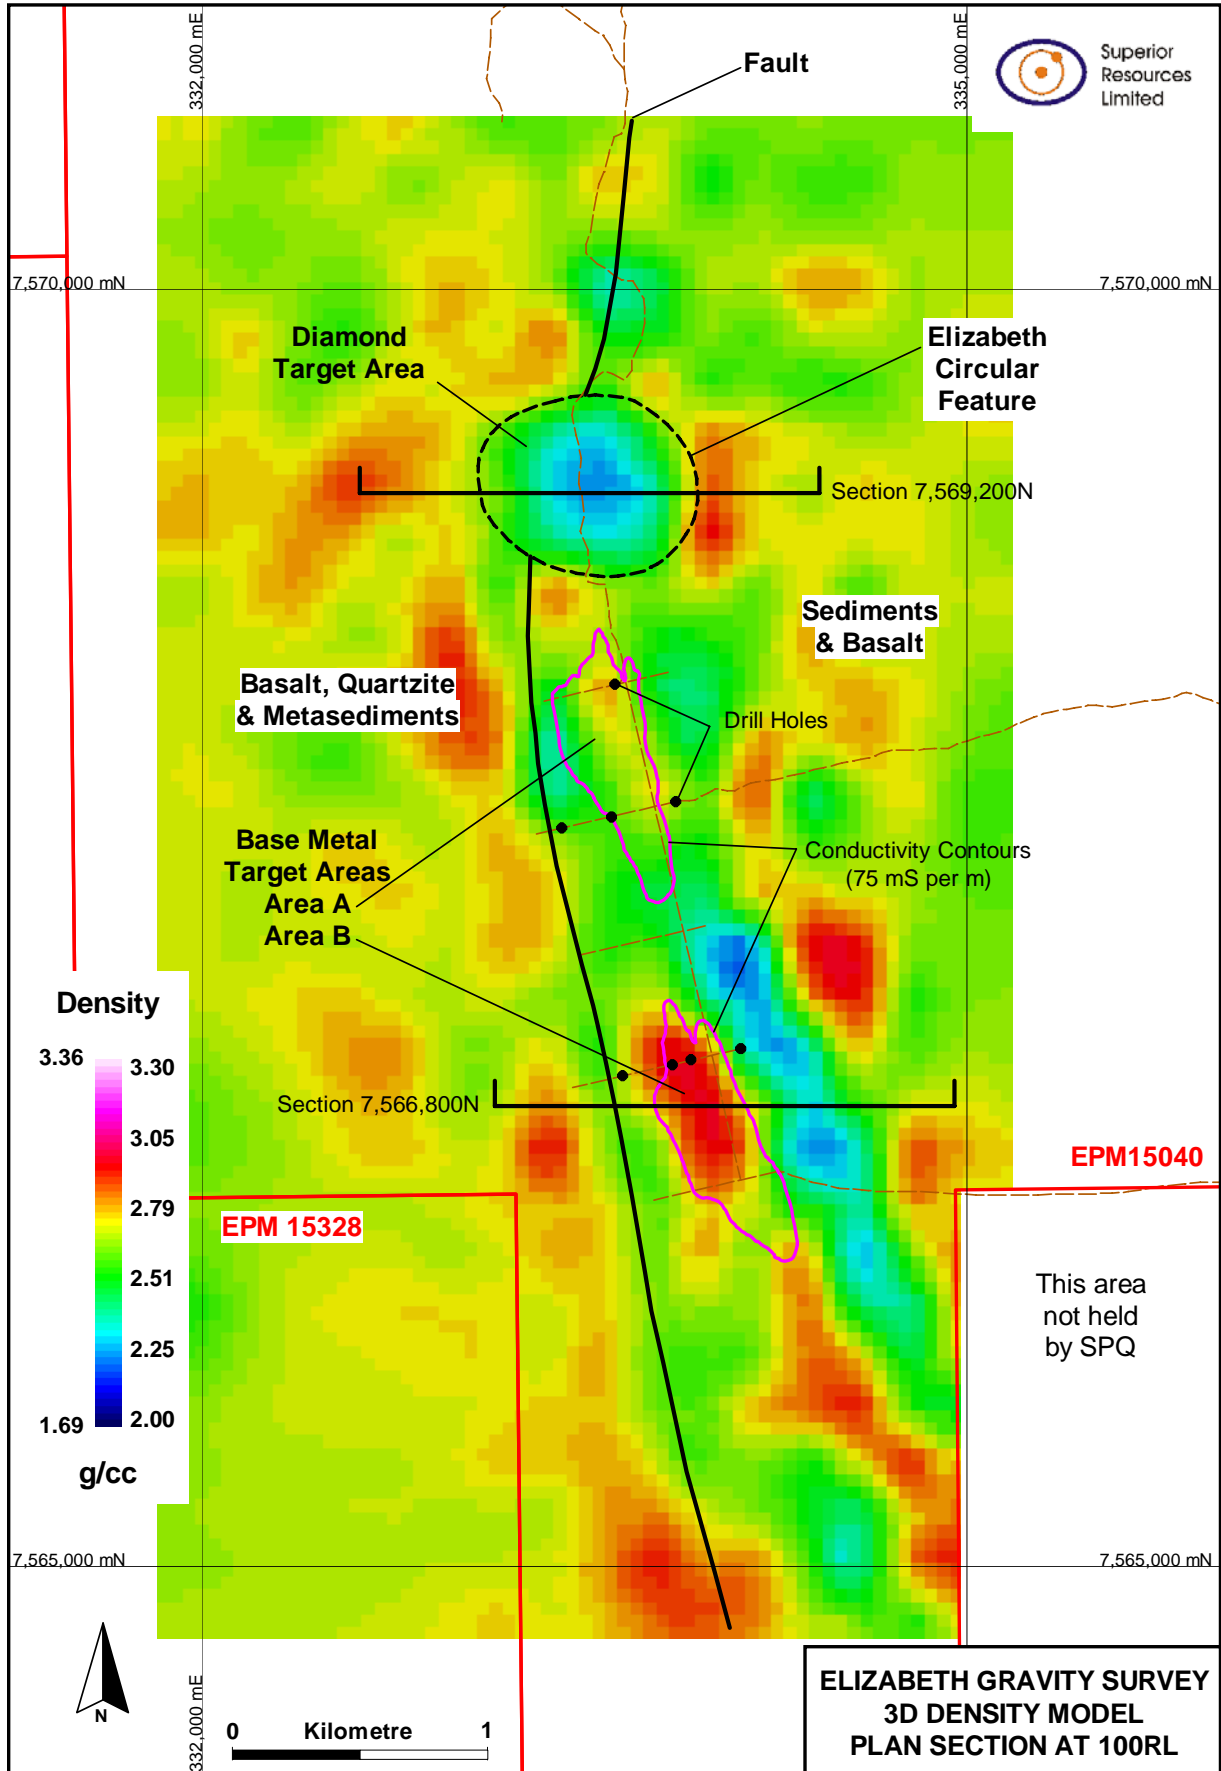 332,000 mE
335,000 mE
Fault
Superior
Resources
Limited
7,570,000 mN
7,570,000 mN
Diamond
Target Area
Elizabeth
Circular
Feature
Section 7,569,200N
Sediments
& Basalt
Basalt, Quartzite
& Metasediments
Drill Holes
Base Metal
Target Areas
Area A
Area B
Conductivity Contours
(75 mS per m)
Density
3.36
3.30
3.05
2.79
2.51
2.25
2.00
1.69
g/cc
Section 7,566,800N
EPM15040
EPM 15328
This area
not held
by SPQ
7,565,000 mN
7,565,000 mN
N
332,000 mE
0 Kilometre 1
ELIZABETH GRAVITY SURVEY
3D DENSITY MODEL
PLAN SECTION AT 100RL